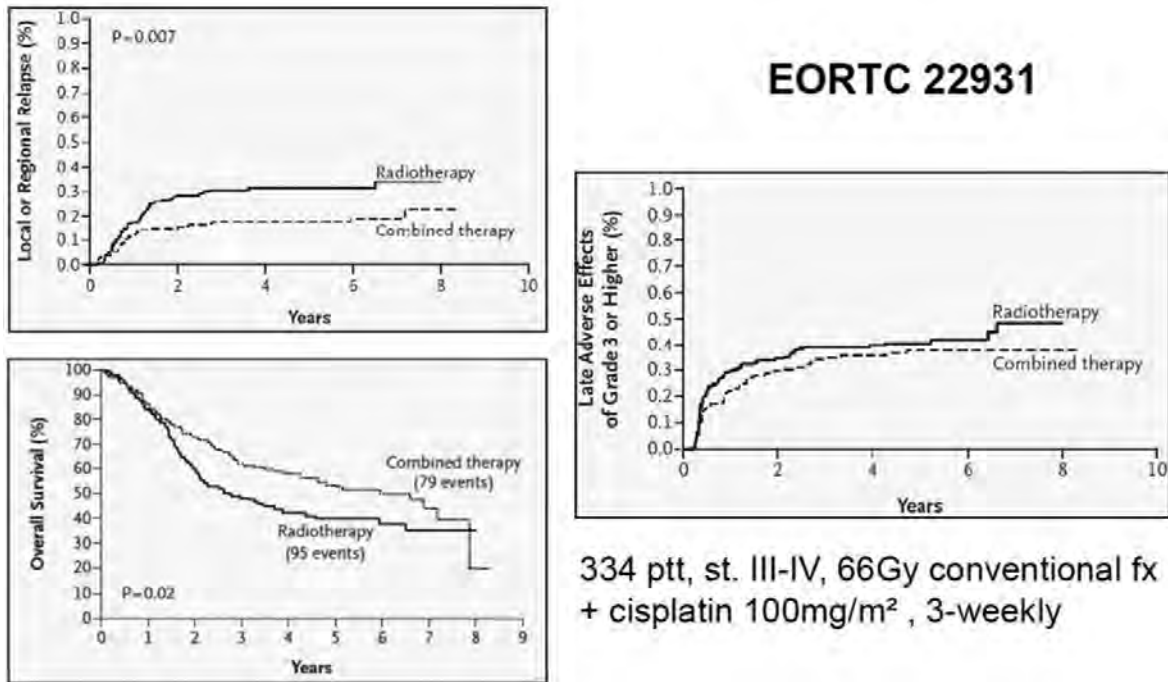 P=0.007
Local or Regional Relapse (%)
1.0
0.9
0.8
0.7
0.6
0.5
0.4
0.3
0.2
0.1
0.0
Radiotherapy
Combined therapy
0 2 4 6 8 10
Years
EORTC 22931
Late Adverse Effects
of Grade 3 or Higher (%)
1.0
0.9
0.8
0.7
0.6
0.5
0.4
0.3
0.2
0.1
0.0
Radiotherapy
Combined therapy
0 2 4 6 8 10
Years
Overall Survival (%)
100
90
80
70
60
50
40
30
20
10
0
Combined therapy
(79 events)
Radiotherapy
(95 events)
P=0.02
0 1 2 3 4 5 6 7 8 9
Years
334 ptt, st. III-IV, 66Gy conventional fx
+ cisplatin 100mg/m² , 3-weekly